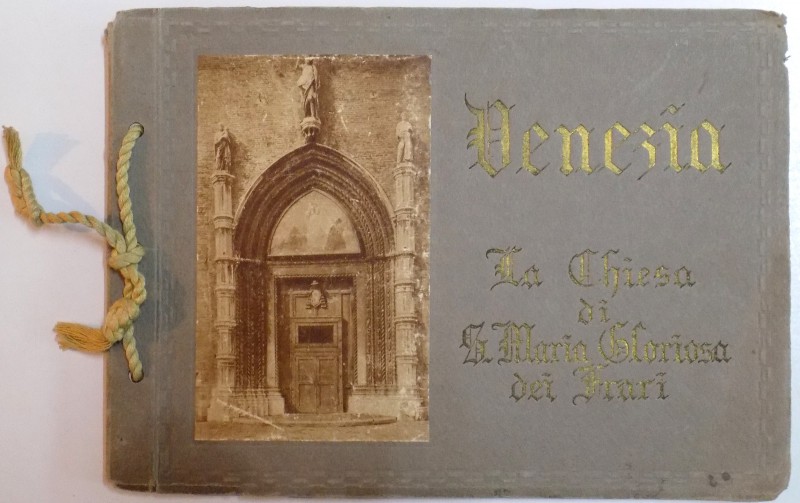 Venezia
La Chiesa
di
S. Maria Gloriosa
dei Frari